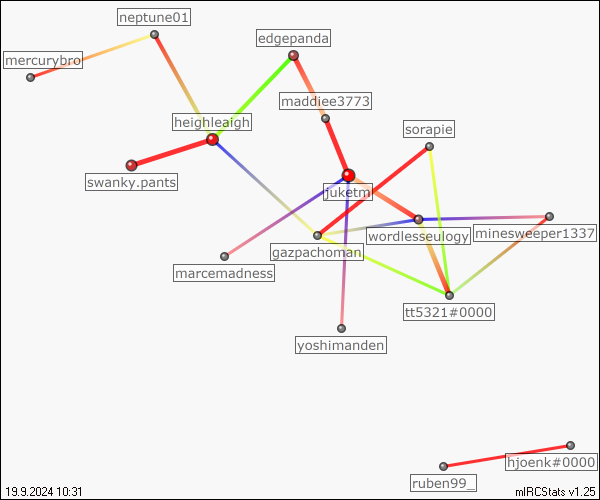 neptune01
edgepanda
mercurybro
maddiee3773
heighleaigh
sorapie
swanky.pants
juketm
wordlesseulogy
minesweeper1337
gazpachoman
marcemadness
tt5321#0000
yoshimanden
hjoenk#0000
ruben99_
19.9.2024 10:31
mIRCStats v1.25